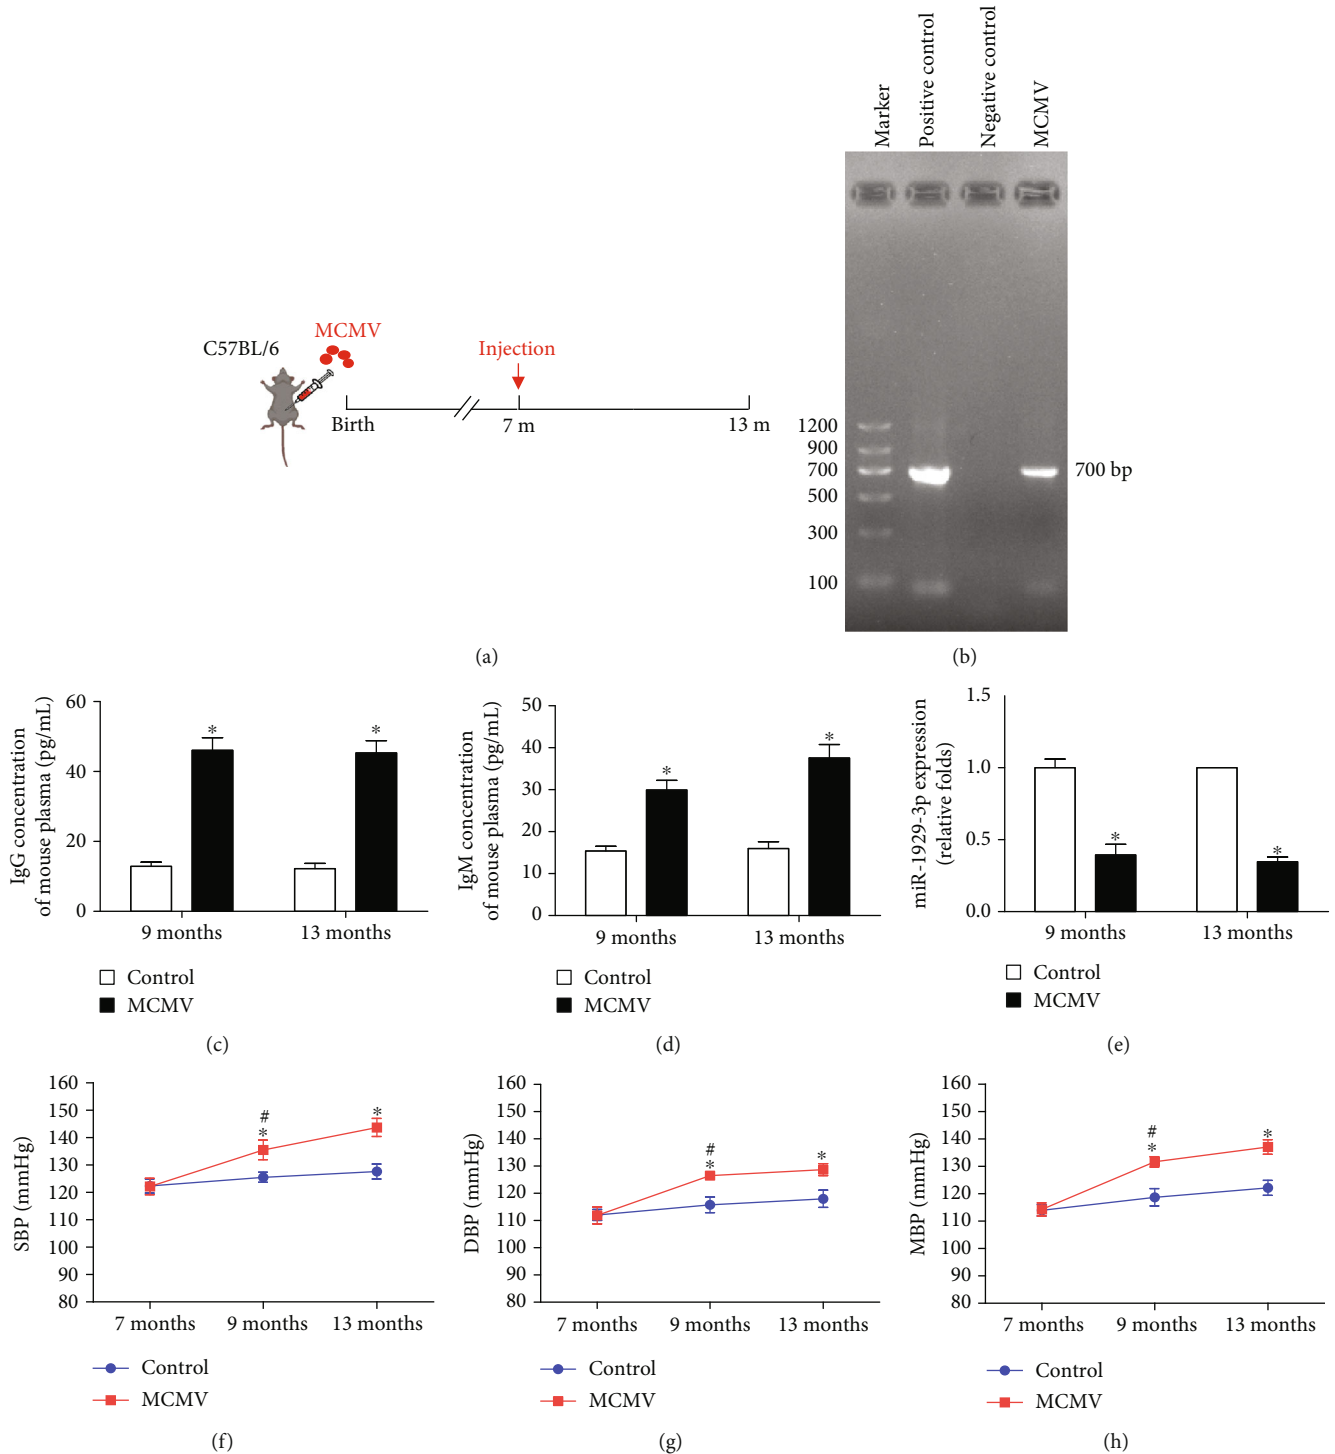 C57BL/6
MCMV
Injection
Birth
7 m
13 m
(a)
Marker
Positive control
Negative control
MCMV
1200
900
700
500
300
100
700 bp
(b)
IgG concentration
of mouse plasma (pg/mL)
60
40
20
0
*
*
9 months
13 months
Control
MCMV
(c)
IgM concentration
of mouse plasma (pg/mL)
50
40
30
20
10
0
*
*
9 months
13 months
Control
MCMV
(d)
miR-1929-3p expression
(relative folds)
1.5
1.0
0.5
0.0
*
*
9 months
13 months
Control
MCMV
(e)
SBP (mmHg)
160
150
140
130
120
110
100
90
80
#
*
*
7 months
9 months
13 months
Control
MCMV
(f)
DBP (mmHg)
160
150
140
130
120
110
100
90
80
#
*
*
7 months
9 months
13 months
Control
MCMV
(g)
MBP (mmHg)
160
150
140
130
120
110
100
90
80
#
*
*
7 months
9 months
13 months
Control
MCMV
(h)